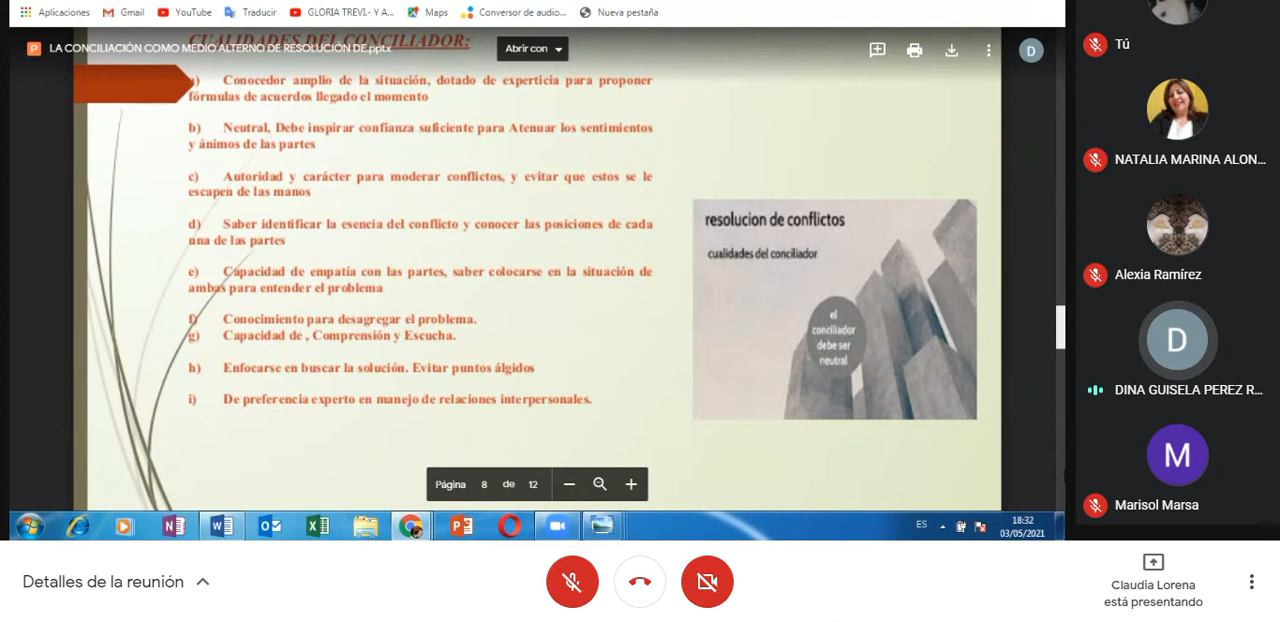 Aplicaciones Gmail YouTube Traducir GLORIA TREVI.- Y A... Maps Conversor de audio... Nueva pestaña
CUALIDADES DEL CONCILIADOR:
LA CONCILIACIÓN COMO MEDIO ALTERNO DE RESOLUCIÓN DE.pptx
Abrir con
D
a) Conocedor amplio de la situación, dotado de experticia para proponer
fórmulas de acuerdos llegado el momento
b) Neutral, Debe inspirar confianza suficiente para Atenuar los sentimientos
y ánimos de las partes
c) Autoridad y carácter para moderar conflictos, y evitar que estos se le
escapen de las manos
d) Saber identificar la esencia del conflicto y conocer las posiciones de cada
una de las partes
e) Capacidad de empatía con las partes, saber colocarse en la situación de
ambas para entender el problema
f) Conocimiento para desagregar el problema.
g) Capacidad de , Comprensión y Escucha.
h) Enfocarse en buscar la solución. Evitar puntos álgidos
i) De preferencia experto en manejo de relaciones interpersonales.
resolucion de conflictos
cualidades del conciliador
el
conciliador
debe ser
neutral
Página 8 de 12
ES
18:32
03/05/2021
Tú
NATALIA MARINA ALON...
Alexia Ramírez
D
DINA GUISELA PEREZ R...
M
Marisol Marsa
Detalles de la reunión
Claudia Lorena
está presentando